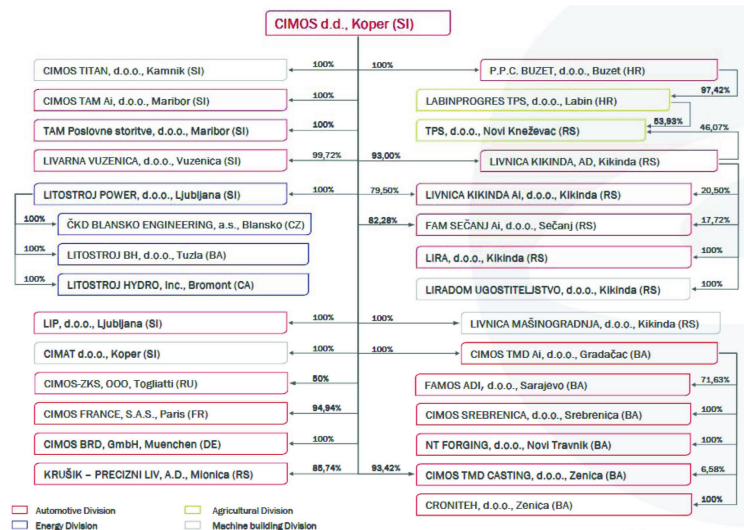 CIMOS d.d., Koper (SI)
CIMOS TITAN, d.o.o., Kamnik (SI)
100%
100%
P.P.C. BUZET, d.o.o., Buzet (HR)
97,42%
CIMOS TAM Ai, d.o.o., Maribor (SI)
100%
LABINPROGRES TPS, d.o.o., Labin (HR)
53,93%
46,07%
TAM Poslovne storitve, d.o.o., Maribor (SI)
100%
TPS, d.o.o., Novi Kneževac (RS)
LIVARNA VUZENICA, d.o.o., Vuzenica (SI)
99,72%
93,00%
LIVNICA KIKINDA, AD, Kikinda (RS)
LITOSTROJ POWER, d.o.o., Ljubljana (SI)
100%
79,50%
LIVNICA KIKINDA Ai, d.o.o., Kikinda (RS)
20,50%
100%
ČKD BLANSKO ENGINEERING, a.s., Blansko (CZ)
82,28%
FAM SEČANJ Ai, d.o.o., Sečanj (RS)
17,72%
100%
LITOSTROJ BH, d.o.o., Tuzla (BA)
LIRA, d.o.o., Kikinda (RS)
100%
100%
LITOSTROJ HYDRO, Inc., Bromont (CA)
LIRADOM UGOSTITELJSTVO, d.o.o., Kikinda (RS)
100%
LIP, d.o.o., Ljubljana (SI)
100%
100%
LIVNICA MAŠINOGRADNJA, d.o.o., Kikinda (RS)
CIMAT d.o.o., Koper (SI)
100%
100%
CIMOS TMD Ai, d.o.o., Gradačac (BA)
CIMOS-ZKS, OOO, Togliatti (RU)
50%
FAMOS ADI, d.o.o., Sarajevo (BA)
71,63%
CIMOS FRANCE, S.A.S., Paris (FR)
94,94%
CIMOS SREBRENICA, d.o.o., Srebrenica (BA)
100%
CIMOS BRD, GmbH, Muenchen (DE)
100%
NT FORGING, d.o.o., Novi Travnik (BA)
100%
KRUŠIK – PRECIZNI LIV, A.D., Mionica (RS)
85,74%
93,42%
CIMOS TMD CASTING, d.o.o., Zenica (BA)
6,58%
CRONITEH, d.o.o., Zenica (BA)
100%
Automotive Division
Agricultural Division
Energy Division
Machine building Division